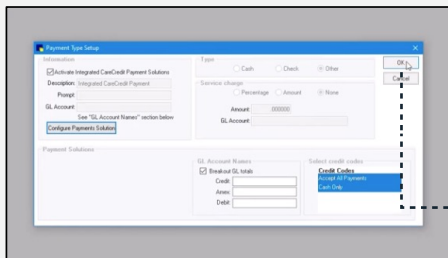 Payment Type Setup
Information
Activate Integrated CareCredit Payment Solutions
Description: Integrated CareCredit Payment
Prompt:
GL Account:
See "GL Account Names" section below
Configure Payments Solution
Type
Cash Check Other
Service charge
Percentage Amount None
Amount: 000000
GL Account:
OK
Cancel
Payment Solutions
GL Account Names
Breakout GL totals
Credit:
Amex:
Debit:
Select credit codes
Credit Codes
Accept All Payments
Cash Only